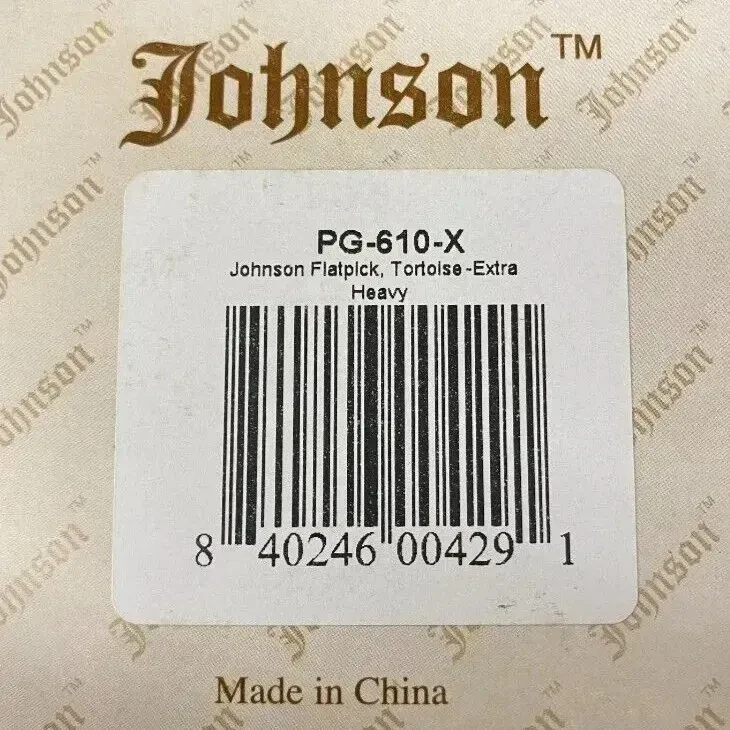 Johnson™
PG-610-X
Johnson Flatpick, Tortoise-Extra
Heavy
8 40246 00429 1
Made in China